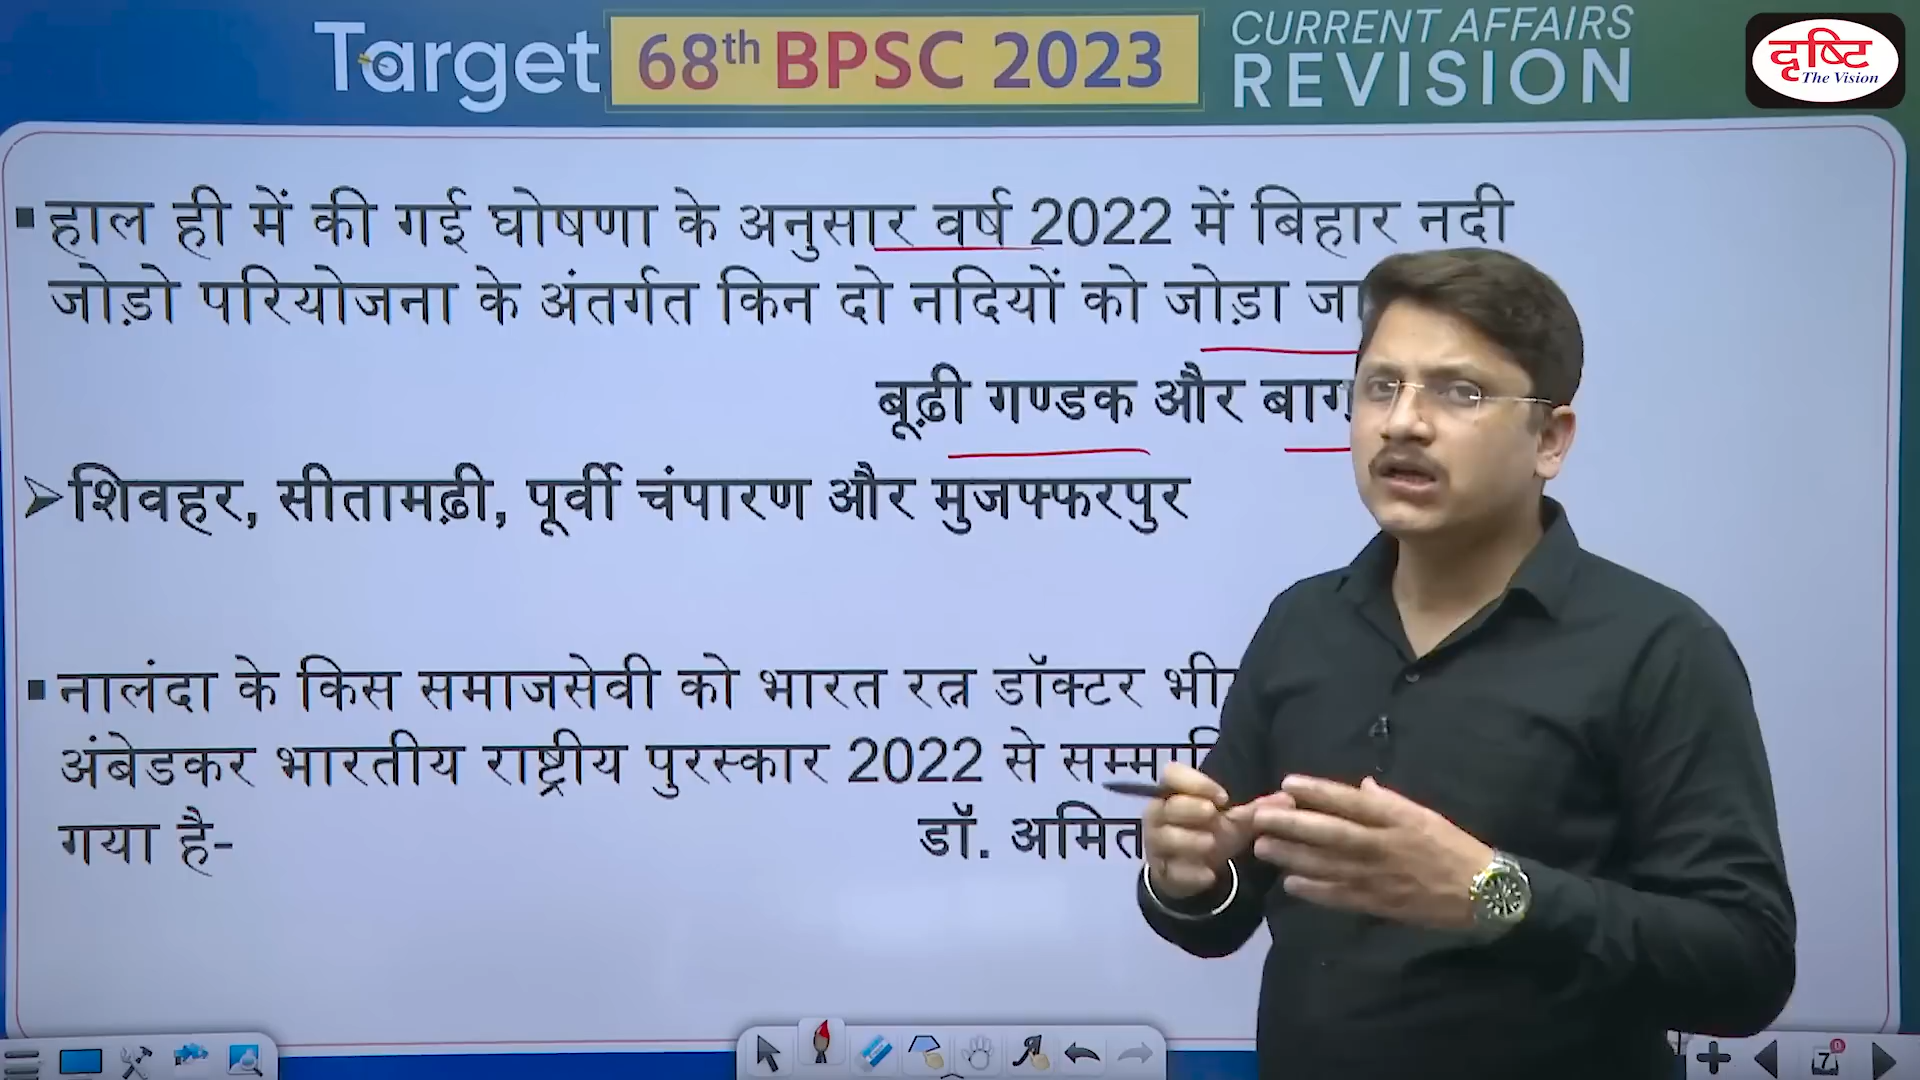 Target 68th BPSC 2023 CURRENT AFFAIRS REVISION
दृष्टि
The Vision
हाल ही में की गई घोषणा के अनुसार वर्ष 2022 में बिहार नदी
जोड़ो परियोजना के अंतर्गत किन दो नदियों को जोड़ा
बूढ़ी गण्डक और
शिवहर, सीतामढ़ी, पूर्वी चंपारण और मुजफ्फरपुर
नालंदा के किस समाजसेवी को भारत रत्न डॉक्टर
अंबेडकर भारतीय राष्ट्रीय पुरस्कार 2022 से
गया है- डॉ. अमित
7